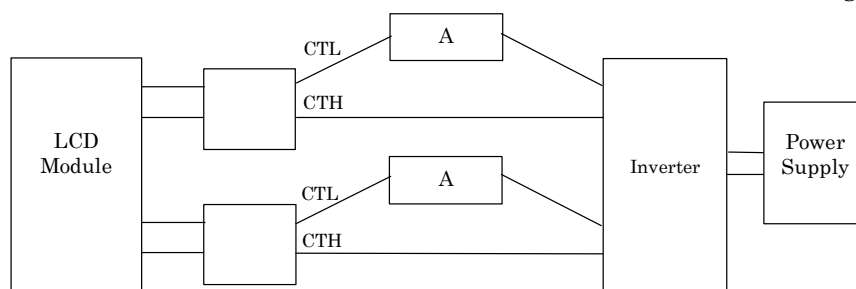 CTL
A
CTH
LCD
Module
Inverter
Power
Supply
CTL
A
CTH